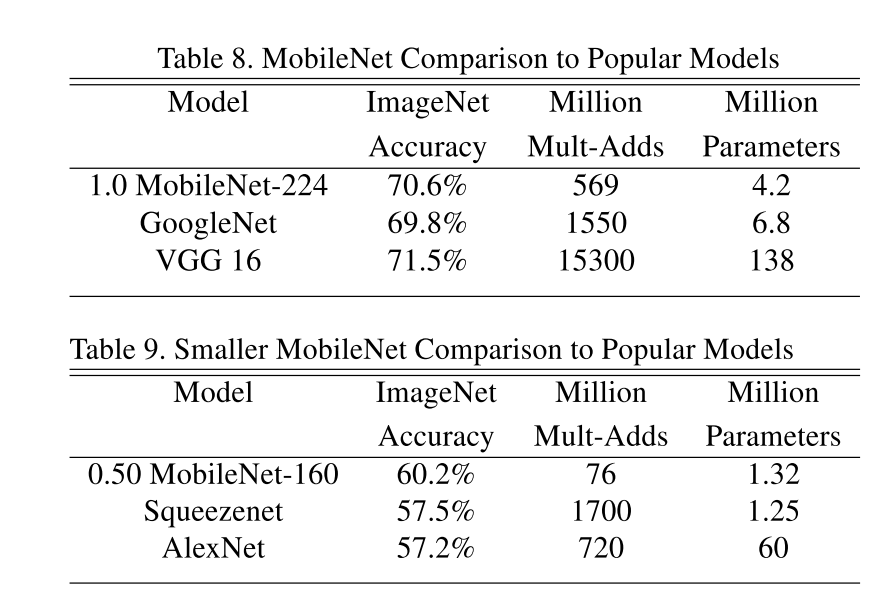 Table 8. MobileNet Comparison to Popular Models
Model ImageNet Million Million
Accuracy Mult-Adds Parameters
1.0 MobileNet-224 70.6% 569 4.2
GoogleNet 69.8% 1550 6.8
VGG 16 71.5% 15300 138
Table 9. Smaller MobileNet Comparison to Popular Models
Model ImageNet Million Million
Accuracy Mult-Adds Parameters
0.50 MobileNet-160 60.2% 76 1.32
Squeezenet 57.5% 1700 1.25
AlexNet 57.2% 720 60